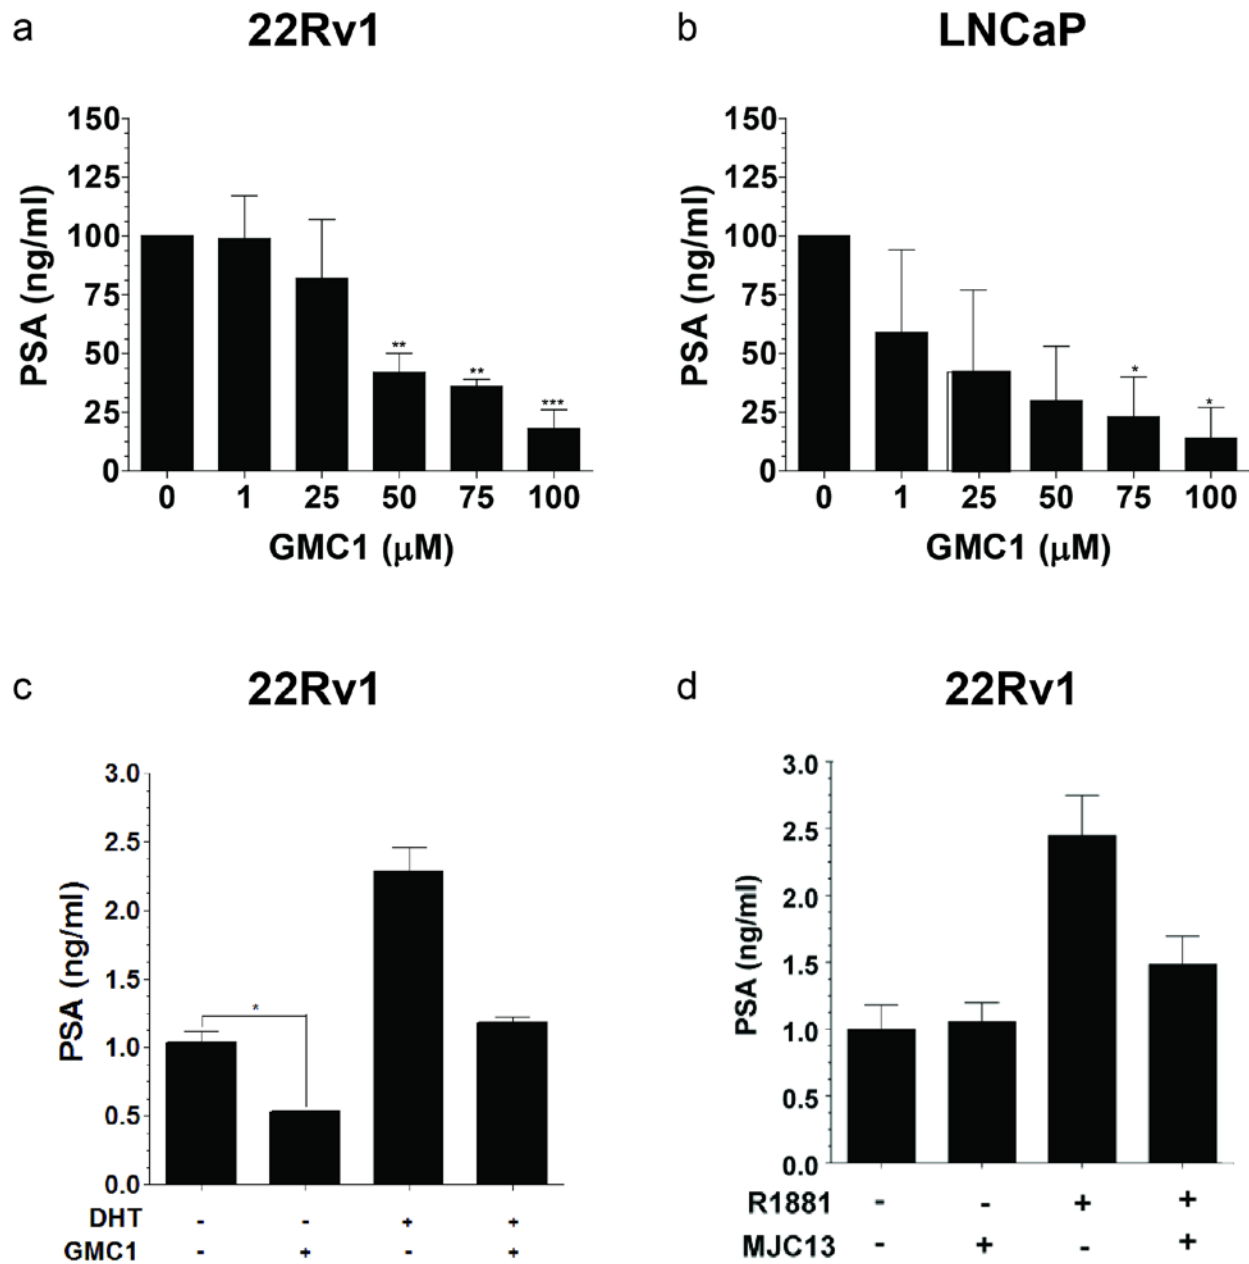 a
22Rv1
PSA (ng/ml)
150
125
100
75
50
25
0
** ** ***
0 1 25 50 75 100
GMC1 (μM)
b
LNCaP
PSA (ng/ml)
150
125
100
75
50
25
0
* *
0 1 25 50 75 100
GMC1 (μM)
c
22Rv1
PSA (ng/ml)
3.0
2.5
2.0
1.5
1.0
0.5
0.0
*
DHT - - + +
GMC1 - + - +
d
22Rv1
PSA (ng/ml)
3.0
2.5
2.0
1.5
1.0
0.5
0.0
R1881 - - + +
MJC13 - + - +